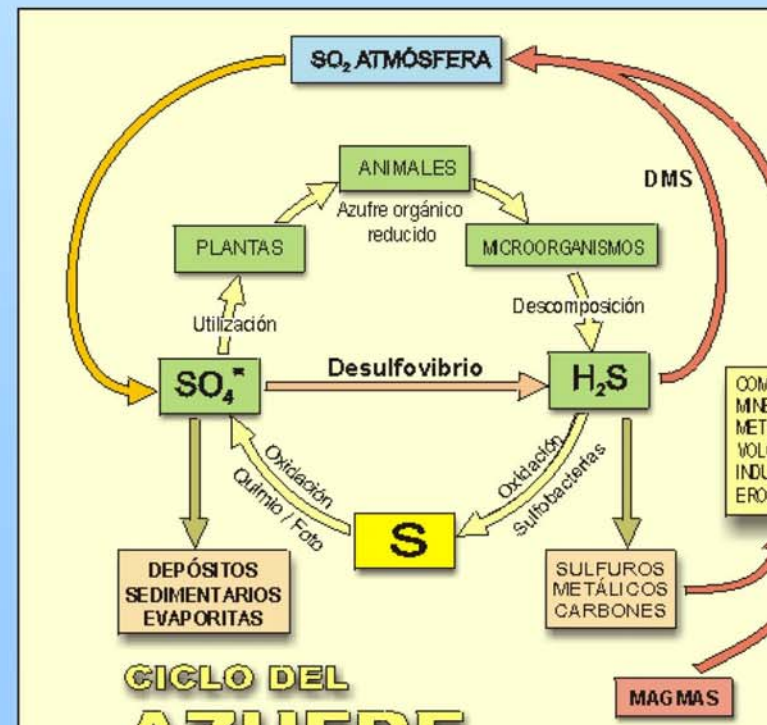 SO₂ ATMÓSFERA
ANIMALES
DMS
Azufre orgánico
reducido
PLANTAS
MICROORGANISMOS
Utilización
Descomposición
SO₄⁼
Desulfovibrio
H₂S
Oxidación
Quimio / Foto
Oxidación
Sulfobacterias
S
DEPÓSITOS
SEDIMENTARIOS
EVAPORITAS
SULFUROS
METÁLICOS
CARBONES
MAGMAS
CICLO DEL
AZUFRE